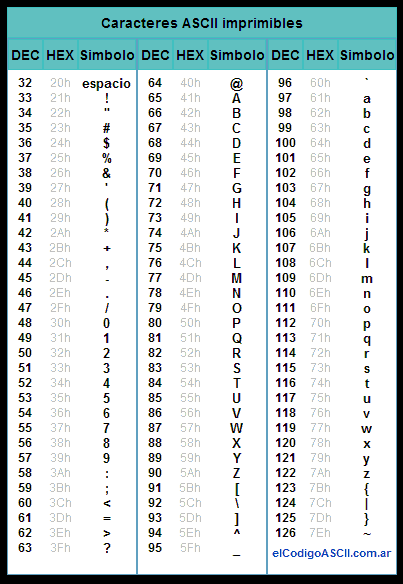 Caracteres ASCII imprimibles
DEC HEX Simbolo DEC HEX Simbolo DEC HEX Simbolo
32 20h espacio 64 40h @ 96 60h `
33 21h ! 65 41h A 97 61h a
34 22h " 66 42h B 98 62h b
35 23h # 67 43h C 99 63h c
36 24h $ 68 44h D 100 64h d
37 25h % 69 45h E 101 65h e
38 26h & 70 46h F 102 66h f
39 27h ' 71 47h G 103 67h g
40 28h ( 72 48h H 104 68h h
41 29h ) 73 49h I 105 69h i
42 2Ah * 74 4Ah J 106 6Ah j
43 2Bh + 75 4Bh K 107 6Bh k
44 2Ch , 76 4Ch L 108 6Ch l
45 2Dh - 77 4Dh M 109 6Dh m
46 2Eh . 78 4Eh N 110 6Eh n
47 2Fh / 79 4Fh O 111 6Fh o
48 30h 0 80 50h P 112 70h p
49 31h 1 81 51h Q 113 71h q
50 32h 2 82 52h R 114 72h r
51 33h 3 83 53h S 115 73h s
52 34h 4 84 54h T 116 74h t
53 35h 5 85 55h U 117 75h u
54 36h 6 86 56h V 118 76h v
55 37h 7 87 57h W 119 77h w
56 38h 8 88 58h X 120 78h x
57 39h 9 89 59h Y 121 79h y
58 3Ah : 90 5Ah Z 122 7Ah z
59 3Bh ; 91 5Bh [ 123 7Bh {
60 3Ch < 92 5Ch \ 124 7Ch |
61 3Dh = 93 5Dh ] 125 7Dh }
62 3Eh > 94 5Eh ^ 126 7Eh ~
63 3Fh ? 95 5Fh _ elCodigoASCII.com.ar